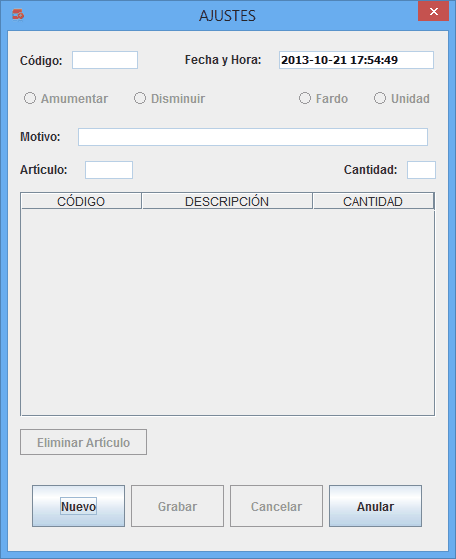 AJUSTES
Código: Fecha y Hora: 2013-10-21 17:54:49
Amumentar Disminuir Fardo Unidad
Motivo:
Artículo: Cantidad:
CÓDIGO DESCRIPCIÓN CANTIDAD
Eliminar Artículo
Nuevo Grabar Cancelar Anular